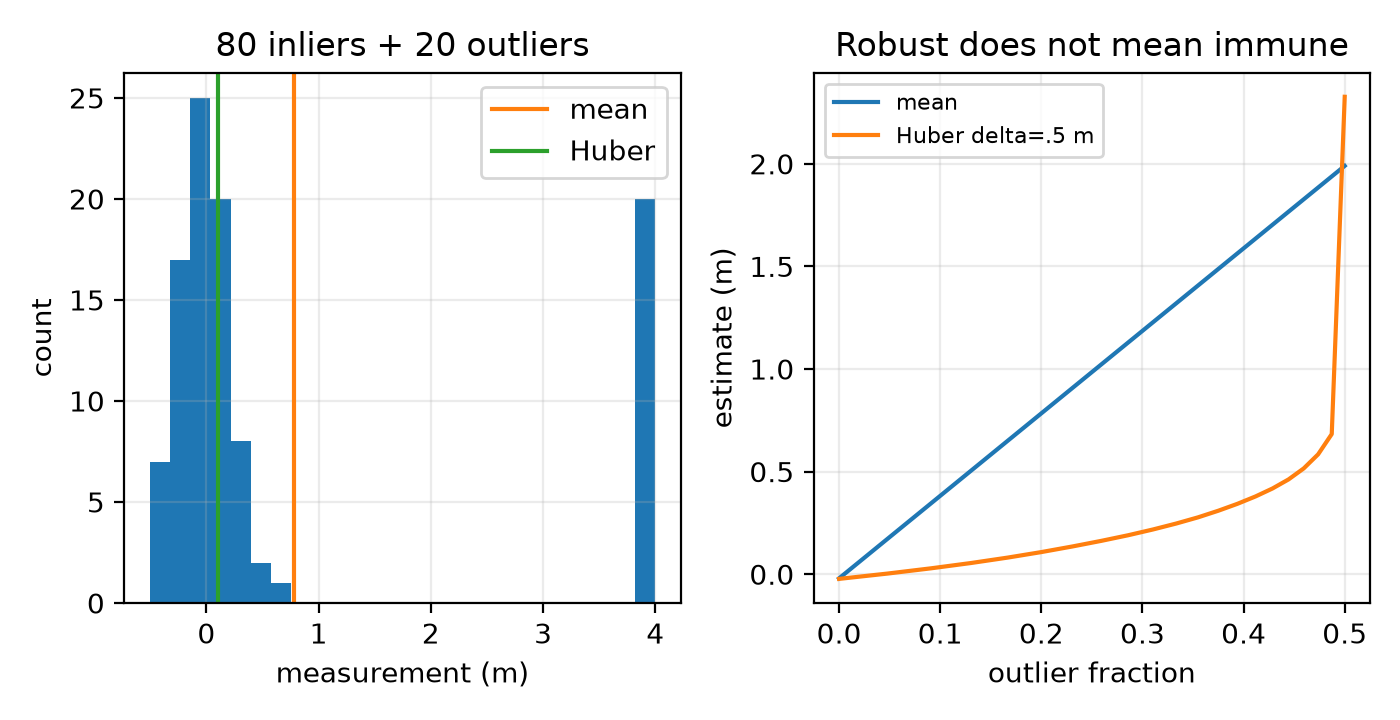 80 inliers + 20 outliers
25
20
15
10
5
0
count
0
1
2
3
4
measurement (m)
mean
Huber
Robust does not mean immune
mean
Huber delta=.5 m
2.0
1.5
1.0
0.5
0.0
estimate (m)
0.0
0.1
0.2
0.3
0.4
0.5
outlier fraction